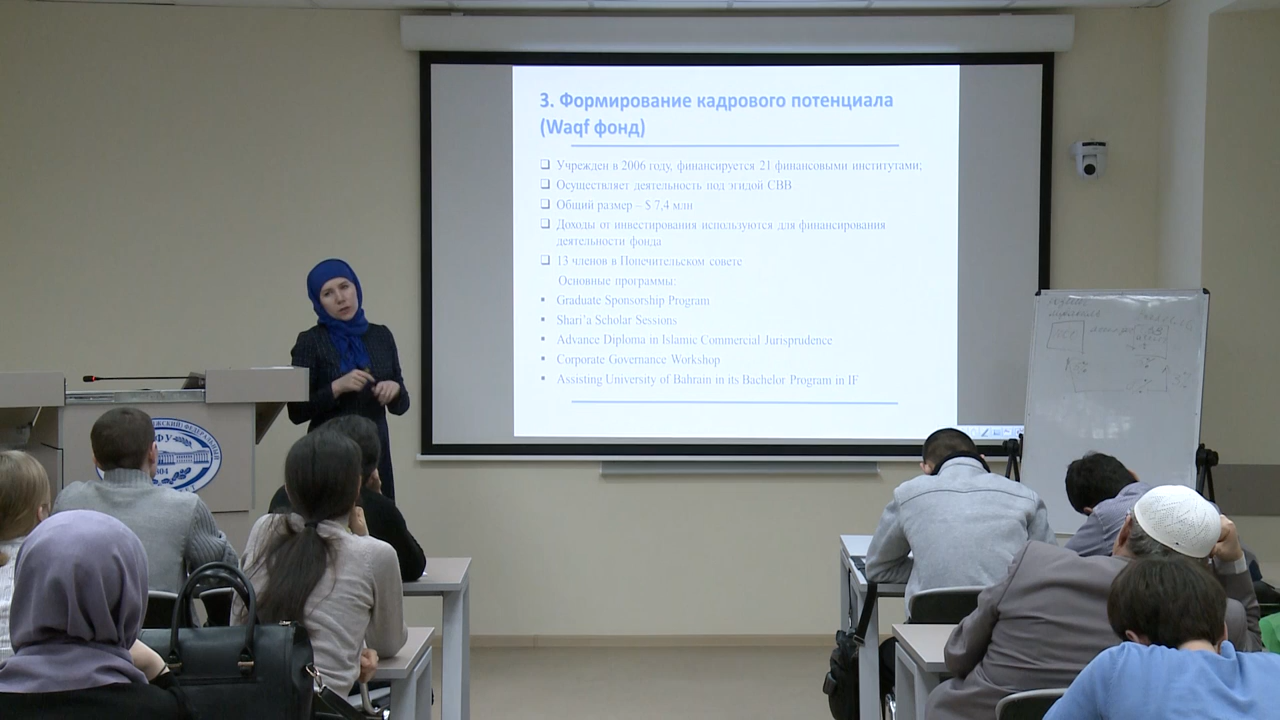 3. Формирование кадрового потенциала
(Waqf фонд)
❑ Учрежден в 2006 году, финансируется 21 финансовыми институтами;
❑ Осуществляет деятельность под эгидой CBB
❑ Общий размер – $ 7,4 млн
❑ Доходы от инвестирования используются для финансирования
деятельности фонда
❑ 13 членов в Попечительском совете
Основные программы:
▪ Graduate Sponsorship Program
▪ Shari'a Scholar Sessions
▪ Advance Diploma in Islamic Commercial Jurisprudence
▪ Corporate Governance Workshop
▪ Assisting University of Bahrain in its Bachelor Program in IF